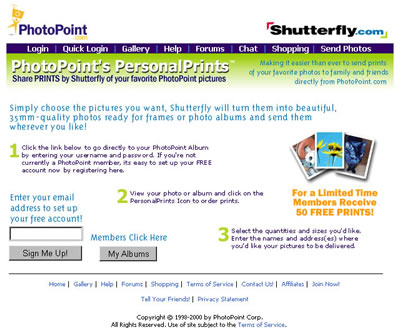 PhotoPoint
.com
Shutterfly.com
Login | Quick Login | Gallery | Help | Forums | Chat | Shopping | Send Photos
PhotoPoint's PersonalPrints™
Share PRINTS by Shutterfly of your favorite PhotoPoint pictures
Making it easier than ever to send prints
of your favorite photos to family and friends
directly from PhotoPoint.com
Simply choose the pictures you want, Shutterfly will turn them into beautiful,
35mm-quality photos ready for frames or photo albums and send them
wherever you like!
1 Click the link below to go directly to your PhotoPoint Album
by entering your username and password. If you're not
currently a PhotoPoint member, its easy to set up your FREE
account now by registering here.
2 View your photo or album and click on the
PersonalPrints Icon to order prints.
3 Select the quantities and sizes you'd like.
Enter the names and address(es) where
you'd like your pictures to be delivered.
For a Limited Time
Members Receive
50 FREE PRINTS!
Enter your email
address to set up
your free account!
Sign Me Up!
Members Click Here
My Albums
Home | Gallery | Help | Forums | Shopping | Terms of Service | Contact Us! | Affiliates | Join Now!
Tell Your Friends! | Privacy Statement
Copyright © 1998-2000 by PhotoPoint Corp.
All Rights Reserved. Use of site subject to the Terms of Service.